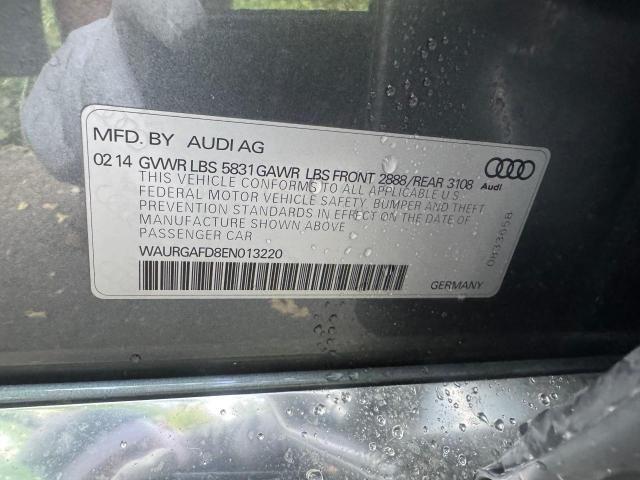 MFD. BY AUDI AG
02 14 GVWR LBS 5831 GAWR LBS FRONT 2888/REAR 3108
THIS VEHICLE CONFORMS TO ALL APPLICABLE U S
FEDERAL MOTOR VEHICLE SAFETY, BUMPER AND THEFT
PREVENTION STANDARDS IN EFFECT ON THE DATE OF
MANUFACTURE SHOWN ABOVE
PASSENGER CAR
WAURGAFD8EN013220
GERMANY
Audi
0833658